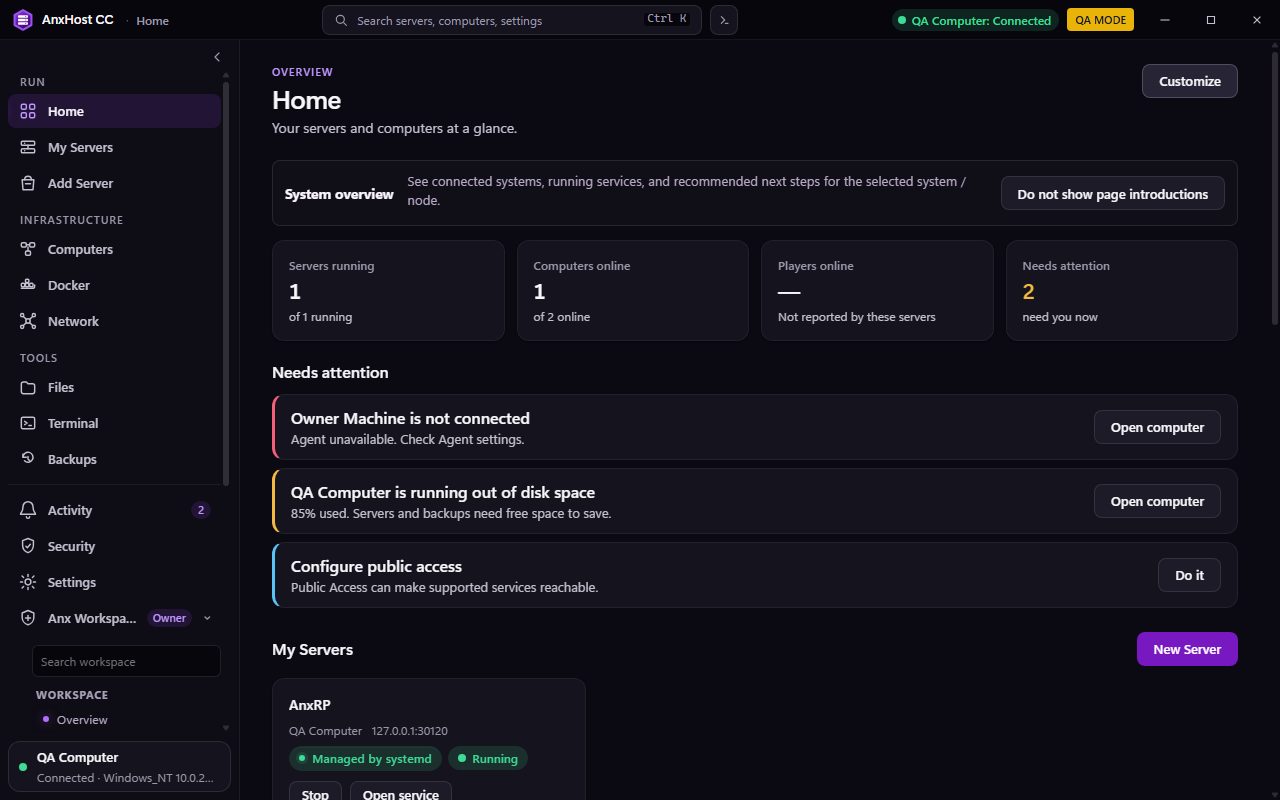 AnxHost CC · Home
Search servers, computers, settings Ctrl K
QA Computer: Connected
QA MODE
RUN
Home
My Servers
Add Server
INFRASTRUCTURE
Computers
Docker
Network
TOOLS
Files
Terminal
Backups
Activity 2
Security
Settings
Anx Workspa... Owner
Search workspace
WORKSPACE
Overview
QA Computer
Connected · Windows_NT 10.0.2...
OVERVIEW
Home
Your servers and computers at a glance.
Customize
System overview
See connected systems, running services, and recommended next steps for the selected system /
node.
Do not show page introductions
Servers running
1
of 1 running
Computers online
1
of 2 online
Players online
—
Not reported by these servers
Needs attention
2
need you now
Needs attention
Owner Machine is not connected
Agent unavailable. Check Agent settings.
Open computer
QA Computer is running out of disk space
85% used. Servers and backups need free space to save.
Open computer
Configure public access
Public Access can make supported services reachable.
Do it
My Servers
New Server
AnxRP
QA Computer 127.0.0.1:30120
Managed by systemd
Running
Stop
Open service